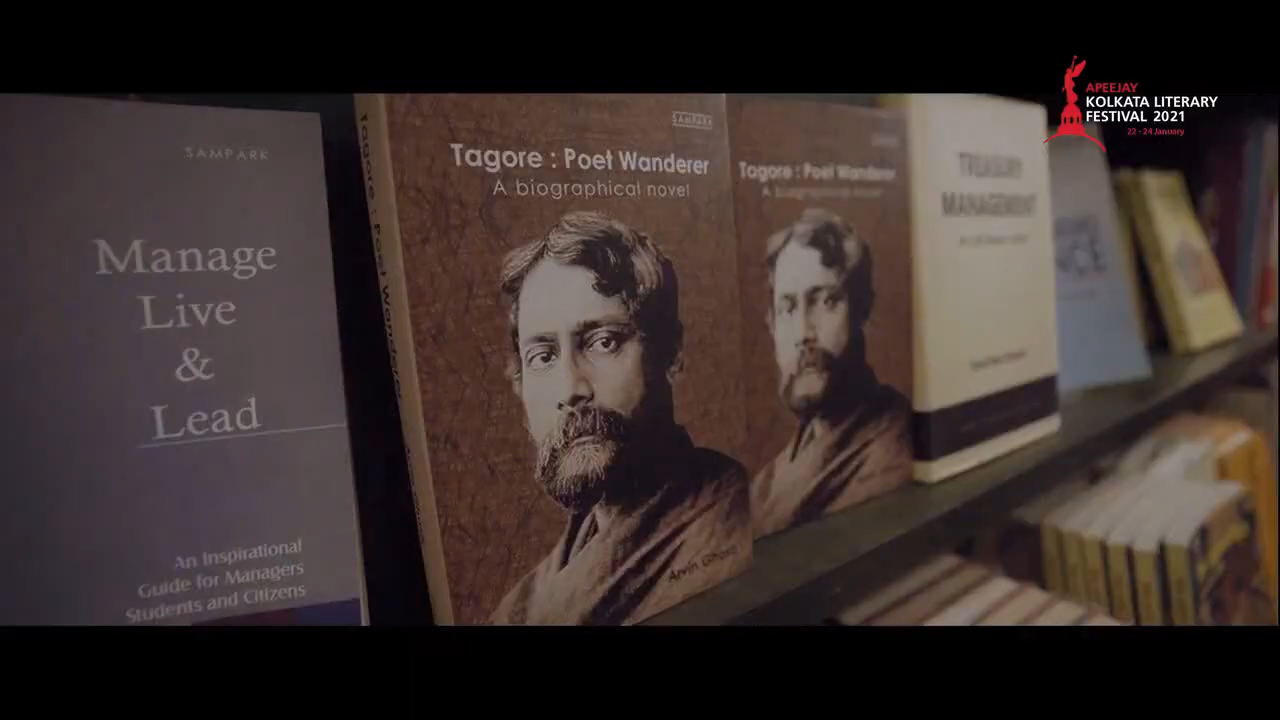 APEEJAY
KOLKATA LITERARY
FESTIVAL 2021
22 - 24 January
SAMPARK
Manage
Live
&
Lead
An Inspirational
Guide for Managers
Students and Citizens
Tagore : Poet Wanderer
SAMPARK
Tagore : Poet Wanderer
A biographical novel
Arvin Ghosh
Tagore : Poet Wanderer
A biographical novel
TREASURY
MANAGEMENT